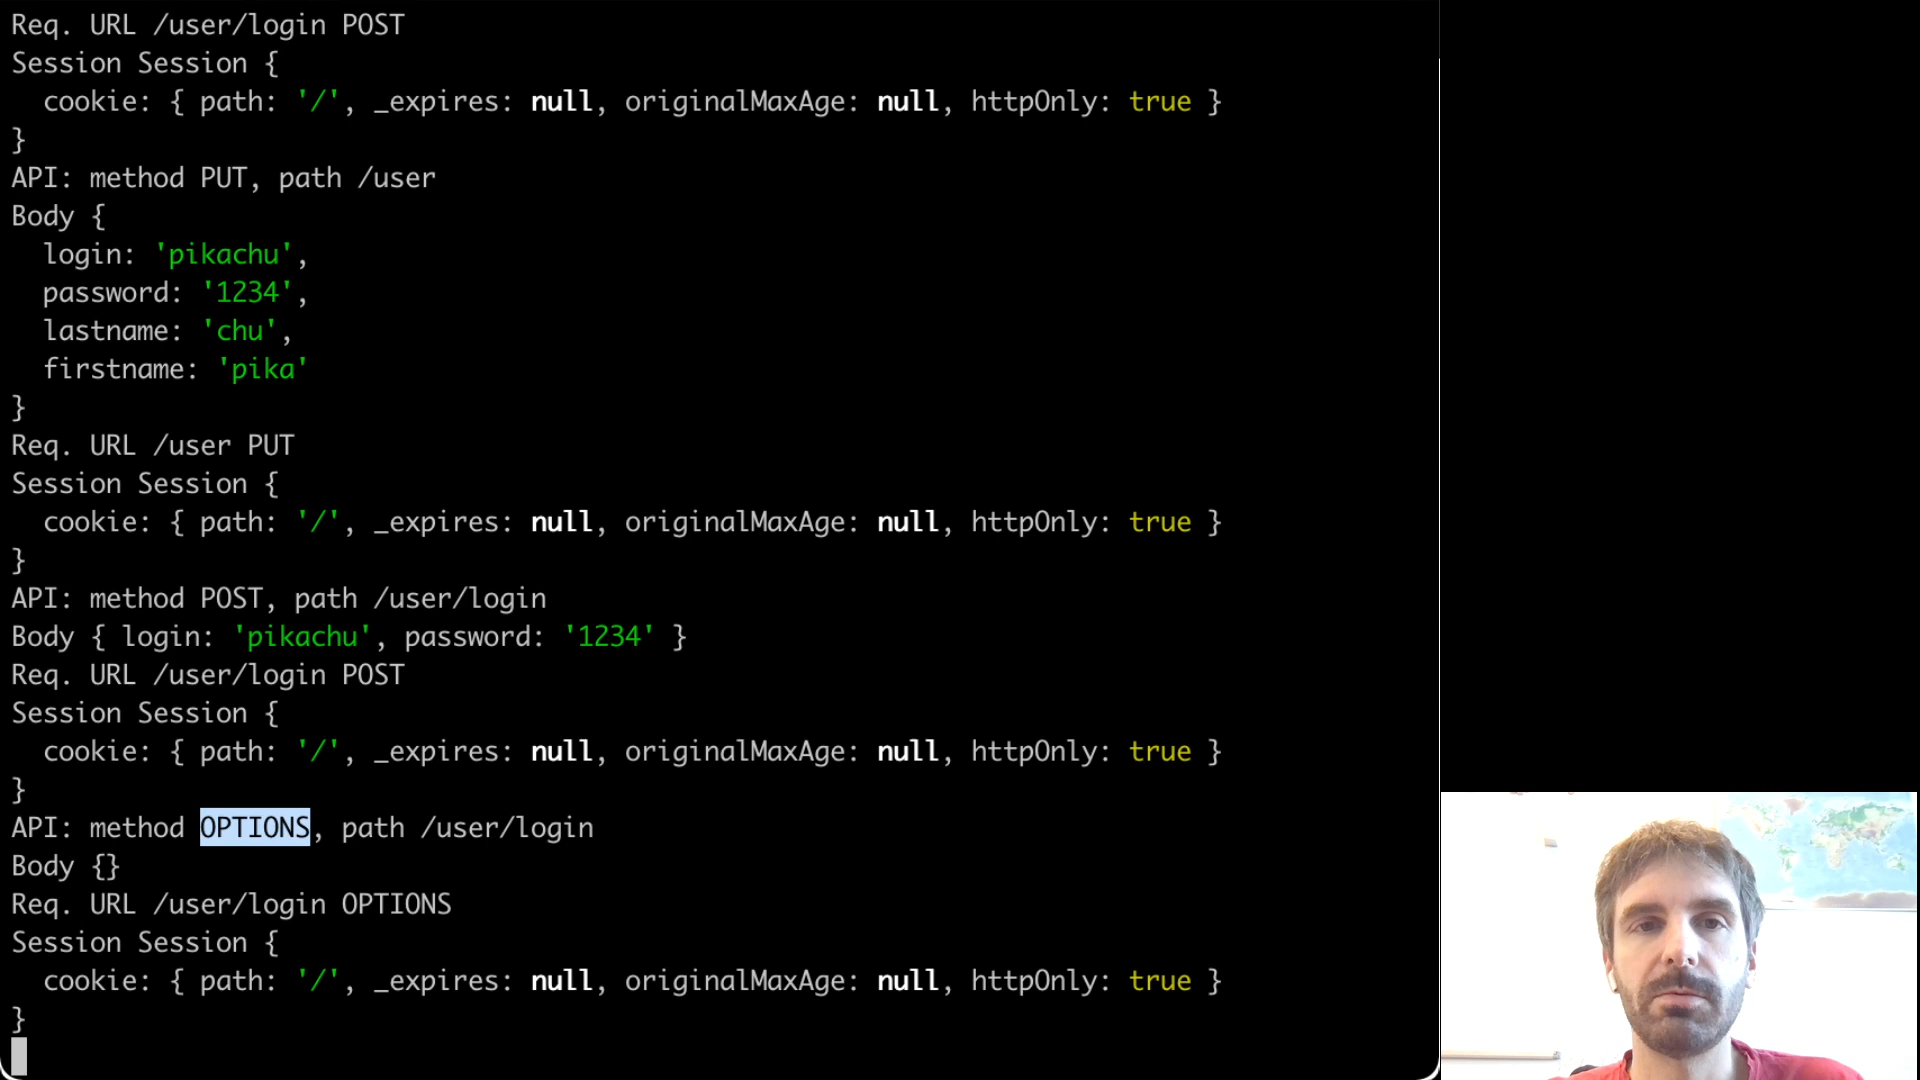 Req. URL /user/login POST
Session Session {
  cookie: { path: '/', _expires: null, originalMaxAge: null, httpOnly: true }
}
API: method PUT, path /user
Body {
  login: 'pikachu',
  password: '1234',
  lastname: 'chu',
  firstname: 'pika'
}
Req. URL /user PUT
Session Session {
  cookie: { path: '/', _expires: null, originalMaxAge: null, httpOnly: true }
}
API: method POST, path /user/login
Body { login: 'pikachu', password: '1234' }
Req. URL /user/login POST
Session Session {
  cookie: { path: '/', _expires: null, originalMaxAge: null, httpOnly: true }
}
API: method OPTIONS, path /user/login
Body {}
Req. URL /user/login OPTIONS
Session Session {
  cookie: { path: '/', _expires: null, originalMaxAge: null, httpOnly: true }
}